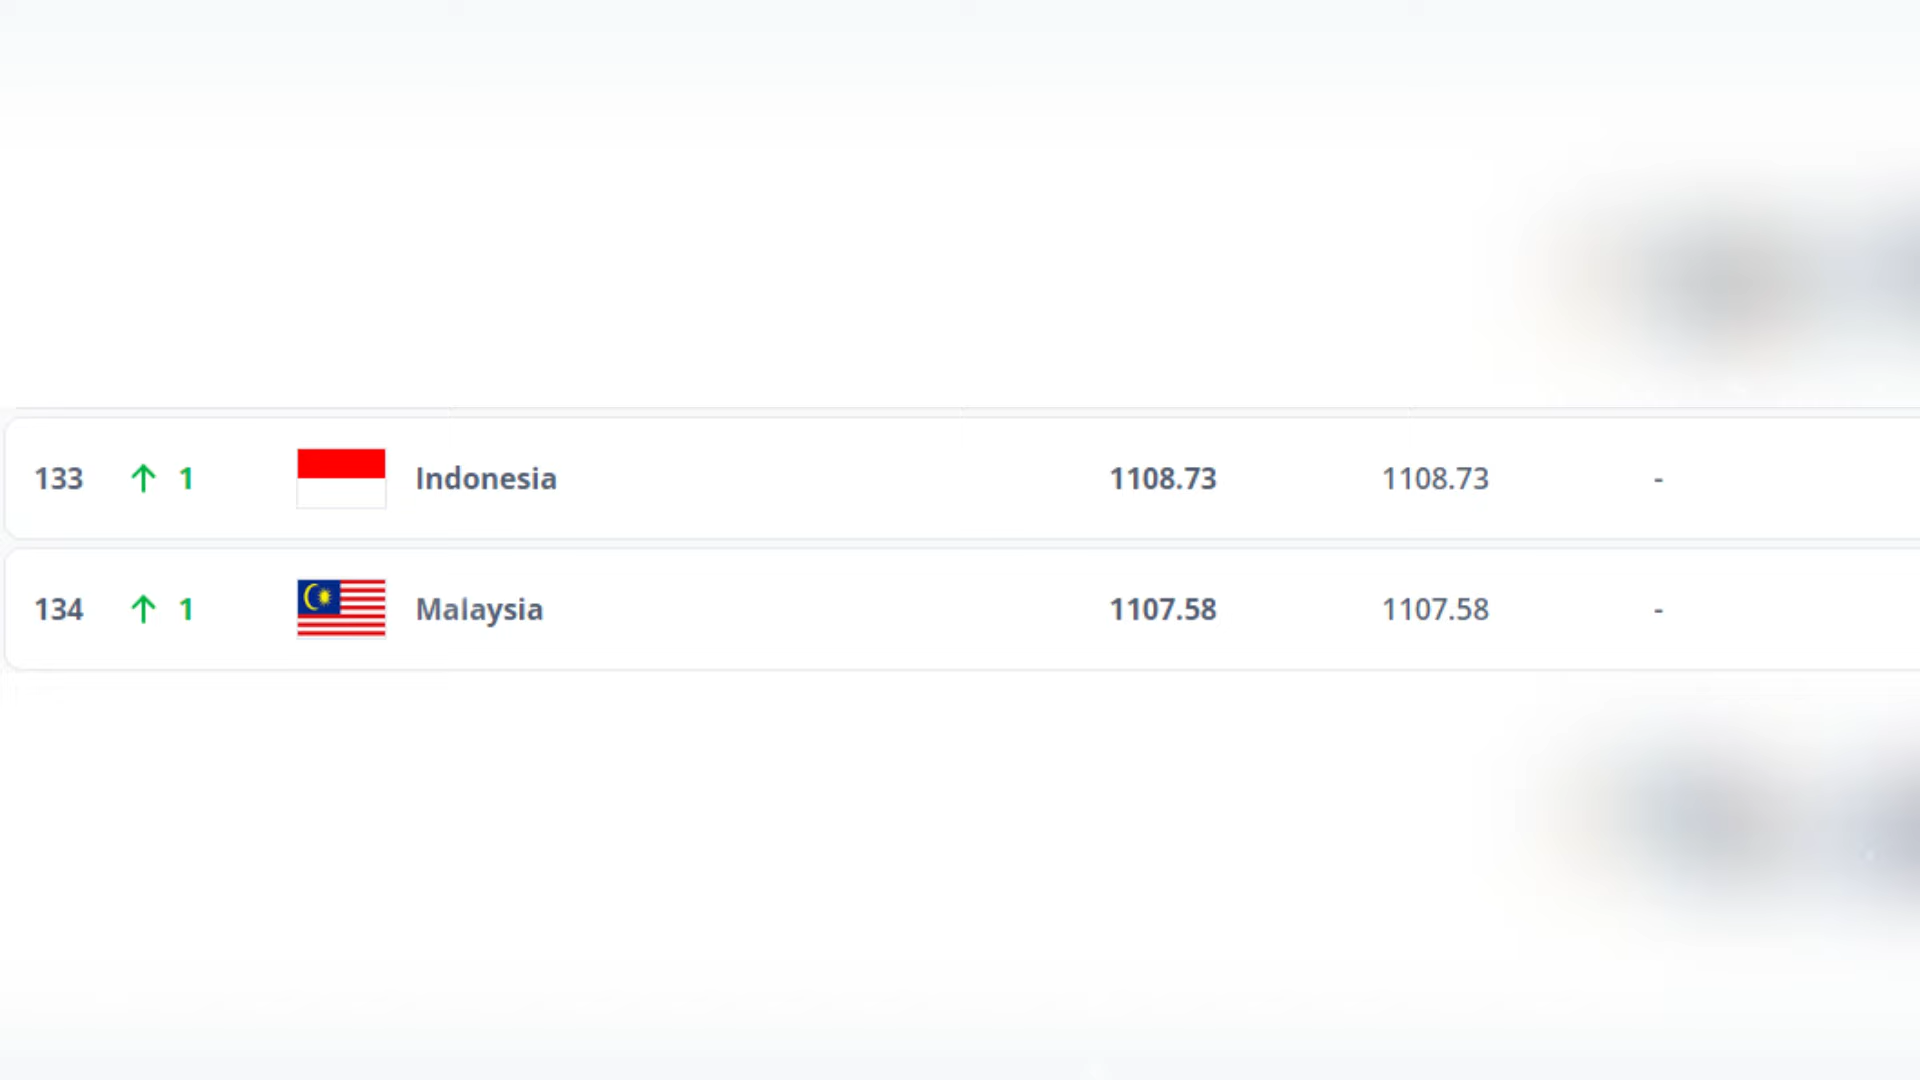 133 ↑ 1 Indonesia 1108.73 1108.73 -
134 ↑ 1 Malaysia 1107.58 1107.58 -